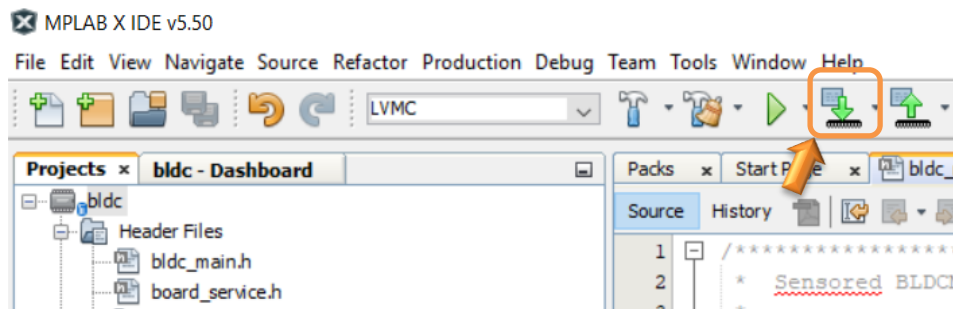 MPLAB X IDE v5.50
File Edit View Navigate Source Refactor Production Debug Team Tools Window Help
LVMC
Projects x bldc - Dashboard Packs x Start Page x bldc_
bldc Source History
Header Files 1 /*****************
bldc_main.h 2 * Sensored BLDC
board_service.h